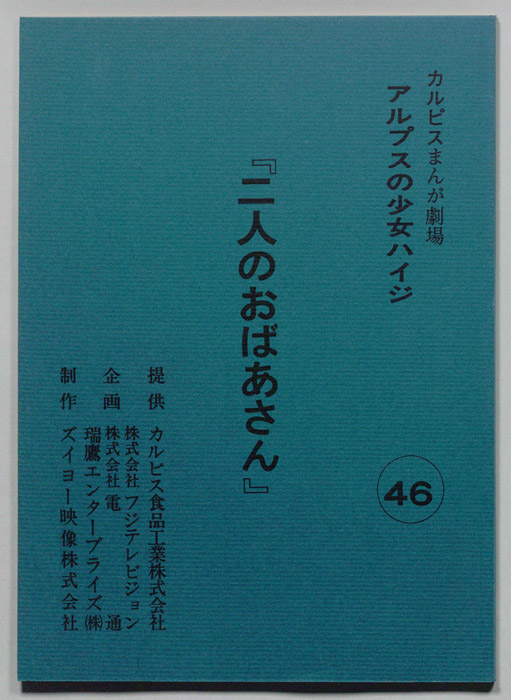 カルピスまんが劇場
アルプスの少女ハイジ
46
『二人のおばあさん』
提供 カルピス食品工業株式会社
株式会社 フジテレビジョン
企画 株式会社 電通
瑞鷹エンタープライズ(株)
制作 ズイヨー映像株式会社